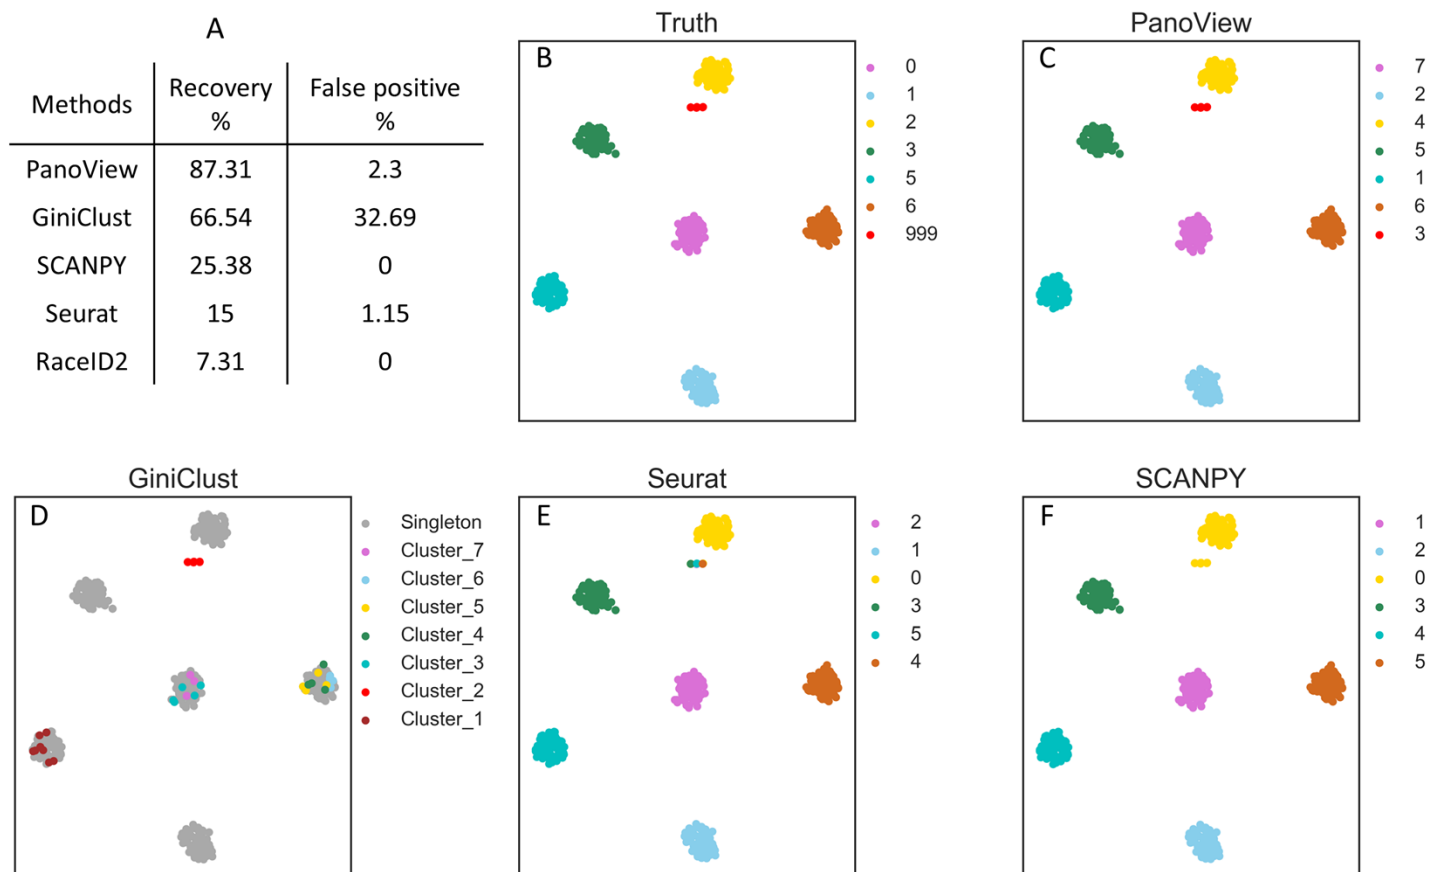 A
Methods Recovery % False positive %
PanoView 87.31 2.3
GiniClust 66.54 32.69
SCANPY 25.38 0
Seurat 15 1.15
RaceID2 7.31 0
Truth
B
0
1
2
3
5
6
999
PanoView
C
7
2
4
5
1
6
3
GiniClust
D
Singleton
Cluster_7
Cluster_6
Cluster_5
Cluster_4
Cluster_3
Cluster_2
Cluster_1
Seurat
E
2
1
0
3
5
4
SCANPY
F
1
2
0
3
4
5